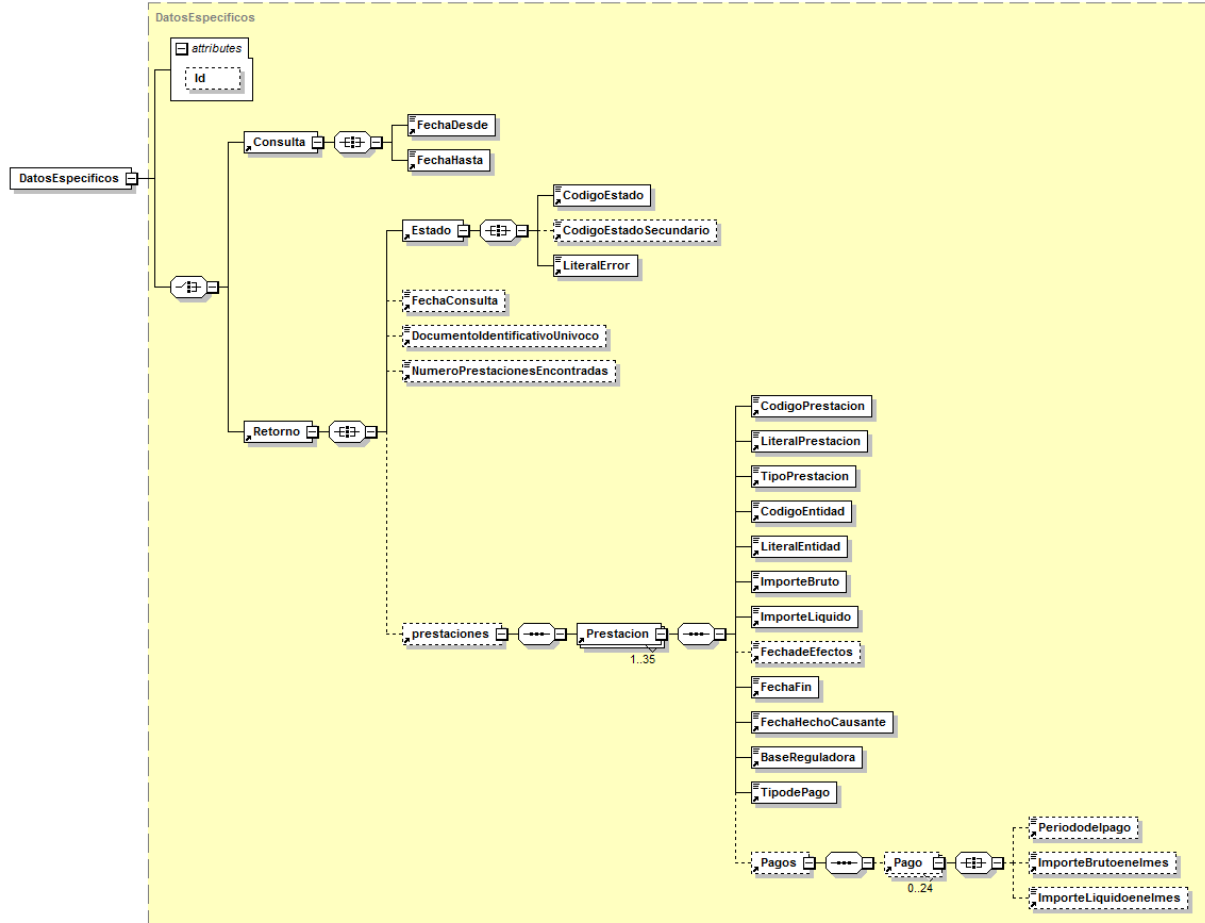 DatosEspecificos
attributes
Id
FechaDesde
Consulta
FechaHasta
DatosEspecificos
CodigoEstado
Estado
CodigoEstadoSecundario
LiteralError
FechaConsulta
DocumentoIdentificativoUnivoco
NumeroPrestacionesEncontradas
CodigoPrestacion
Retorno
LiteralPrestacion
TipoPrestacion
CodigoEntidad
LiteralEntidad
ImporteBruto
ImporteLiquido
prestaciones
Prestacion
1..35
FechadeEfectos
FechaFin
FechaHechoCausante
BaseReguladora
TipodePago
Periododelpago
Pagos
Pago
0..24
ImporteBrutoenelmes
ImporteLiquidoenelmes